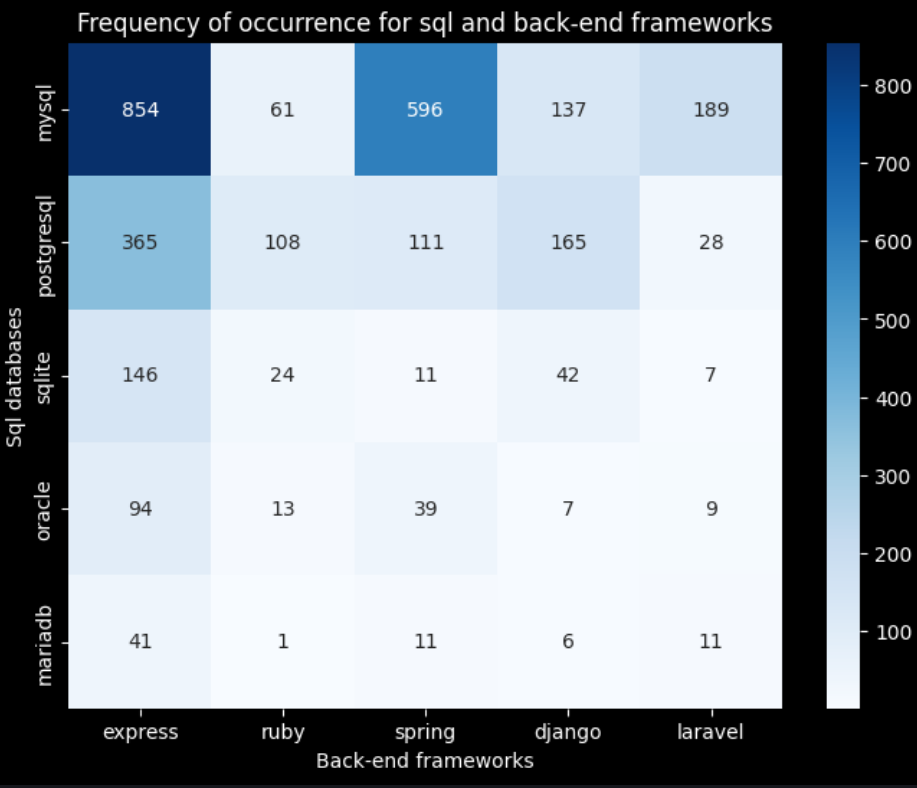 Frequency of occurrence for sql and back-end frameworks
Sql databases
mysql 854 61 596 137 189
postgresql 365 108 111 165 28
sqlite 146 24 11 42 7
oracle 94 13 39 7 9
mariadb 41 1 11 6 11
express ruby spring django laravel
Back-end frameworks
800
700
600
500
400
300
200
100